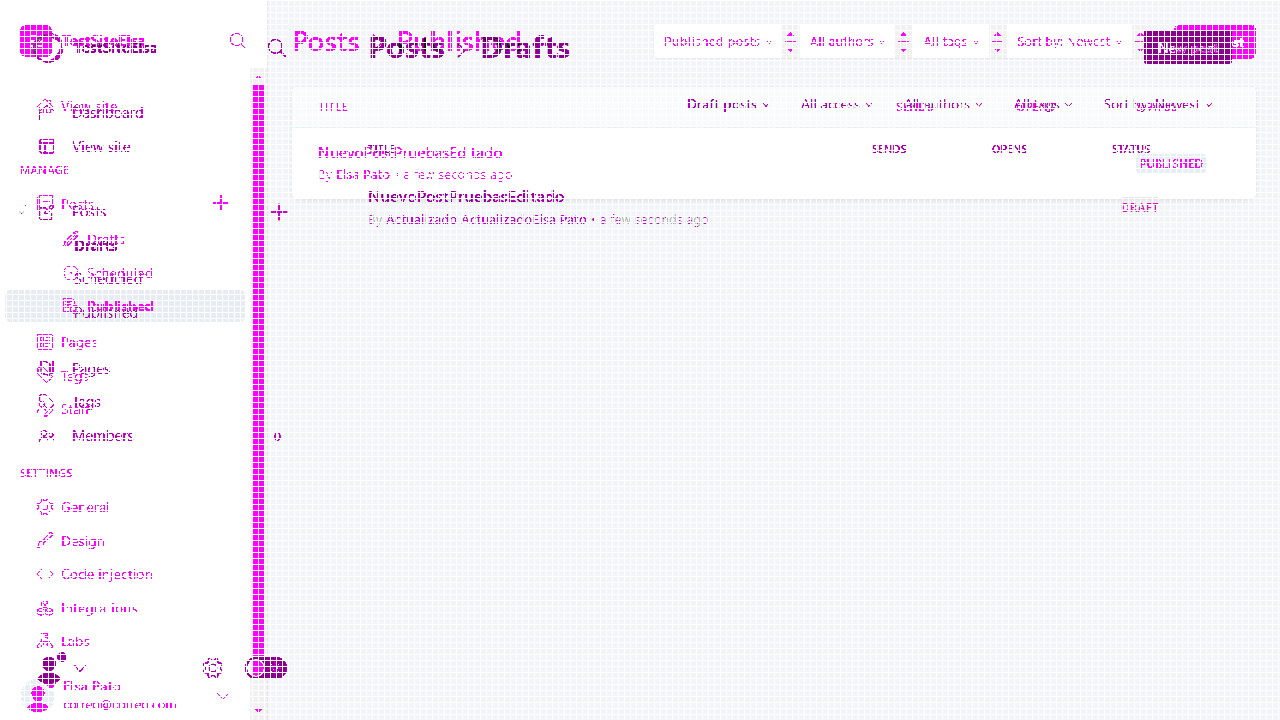 TestSiteElsa
TestSiteElsa
Posts
Published
Posts
Drafts
Published posts
All authors
All tags
Sort by: Newest
View site
Dashboard
TITLE
Draft posts
All access
All authors
All tags
Sort by: Newest
View site
TITLE
SENDS
OPENS
STATUS
NuevoPostPruebasEditado
PUBLISHED
MANAGE
By Elsa Pato • a few seconds ago
NuevoPostPruebasEditado
Posts
Posts
DRAFT
By Actualizado ActualizadoElsa Pato • a few seconds ago
Drafts
Drafts
Scheduled
Scheduled
Published
Published
Pages
Pages
Tags
Tags
Staff
Members
0
SETTINGS
General
Design
Code injection
Integrations
Labs
Elsa Pato
correo@correo.com